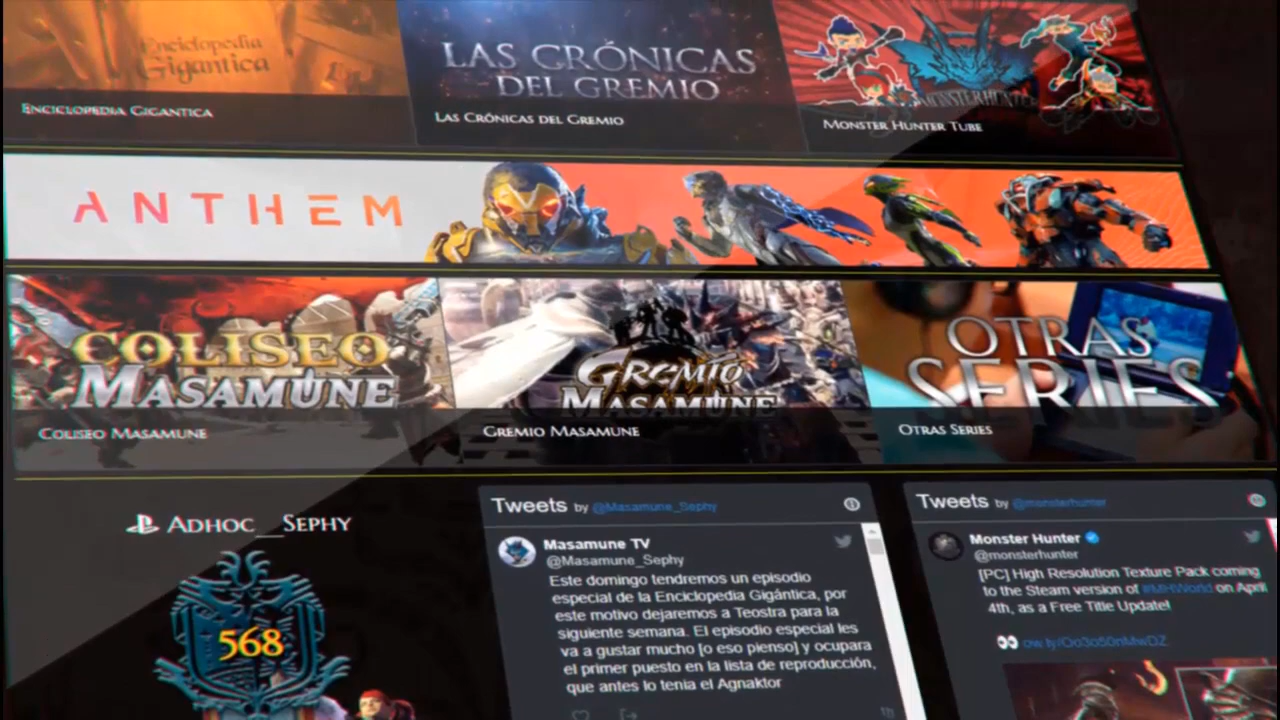 Enciclopedia
Gigantica
Enciclopedia Gigantica
LAS CRÓNICAS
DEL GREMIO
Las Crónicas del Gremio
MONSTER HUNTER
Monster Hunter Tube
ANTHEM
COLISEO
MASAMUNE
Coliseo Masamune
GREMIO
MASAMUNE
Gremio Masamune
OTRAS
SERIES
Otras Series
Adhoc__Sephy
568
Tweets by @Masamune_Sephy
Masamune TV
@Masamune_Sephy
Este domingo tendremos un episodio
especial de la Enciclopedia Gigántica, por
este motivo dejaremos a Teostra para la
siguiente semana. El episodio especial les
va a gustar mucho [o eso pienso] y ocupara
el primer puesto en la lista de reproducción,
que antes lo tenia el Agnaktor
Tweets by @monsterhunter
Monster Hunter
@monsterhunter
[PC] High Resolution Texture Pack coming
to the Steam version of #MHWorld on April
4th, as a Free Title Update!